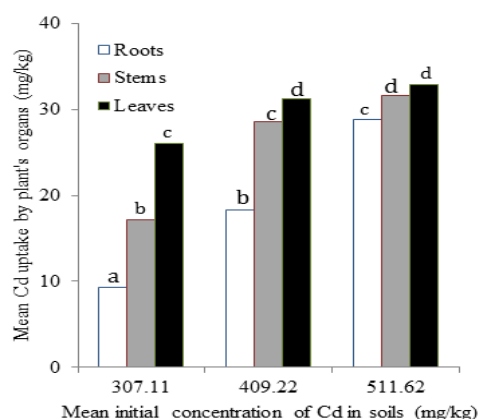 40
30
20
10
0
Mean Cd uptake by plant's organs (mg/kg)
Roots
Stems
Leaves
a
b
c
b
c
d
c
d
d
307.11
409.22
511.62
Mean initial concentration of Cd in soils (mg/kg)